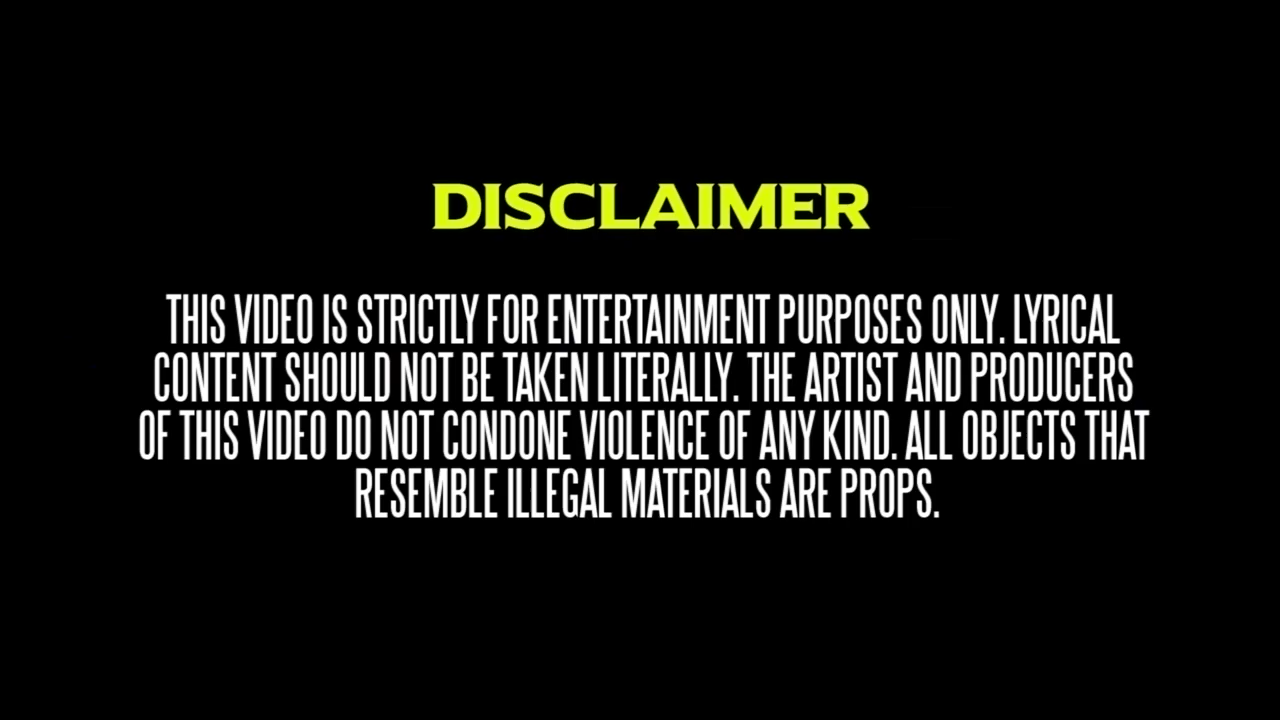 DISCLAIMER
THIS VIDEO IS STRICTLY FOR ENTERTAINMENT PURPOSES ONLY. LYRICAL
CONTENT SHOULD NOT BE TAKEN LITERALLY. THE ARTIST AND PRODUCERS
OF THIS VIDEO DO NOT CONDONE VIOLENCE OF ANY KIND. ALL OBJECTS THAT
RESEMBLE ILLEGAL MATERIALS ARE PROPS.